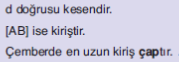 d doğrusu kesendir.
[AB] ise kiriştir.
Çemberde en uzun kiriş çaptır.